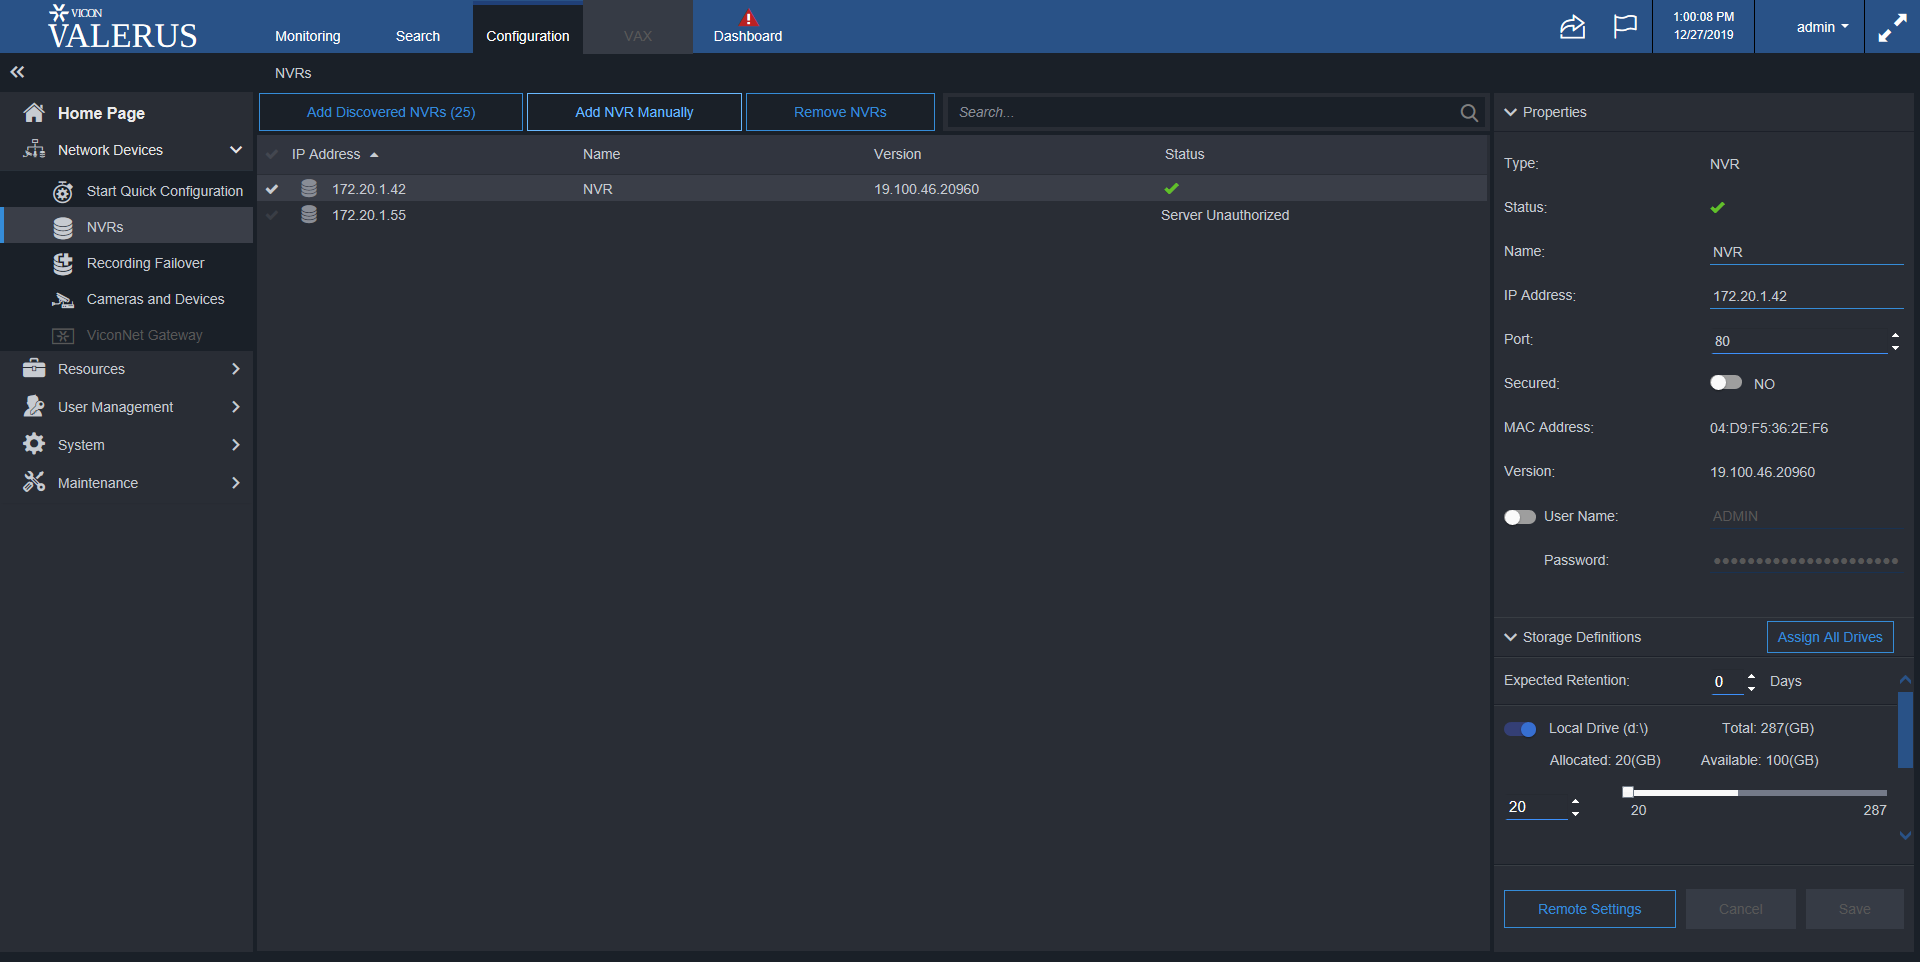 VICON
VALERUS
Monitoring
Search
Configuration
VAX
Dashboard
1:00:08 PM
12/27/2019
admin
NVRs
Home Page
Network Devices
Start Quick Configuration
NVRs
Recording Failover
Cameras and Devices
ViconNet Gateway
Resources
User Management
System
Maintenance
Add Discovered NVRs (25)
Add NVR Manually
Remove NVRs
Search...
IP Address Name Version Status
172.20.1.42 NVR 19.100.46.20960
172.20.1.55 Server Unauthorized
Properties
Type: NVR
Status:
Name: NVR
IP Address: 172.20.1.42
Port: 80
Secured: NO
MAC Address: 04:D9:F5:36:2E:F6
Version: 19.100.46.20960
User Name: ADMIN
Password:
Storage Definitions Assign All Drives
Expected Retention: 0 Days
Local Drive (d:\) Total: 287(GB)
Allocated: 20(GB) Available: 100(GB)
20
20 287
Remote Settings Cancel Save